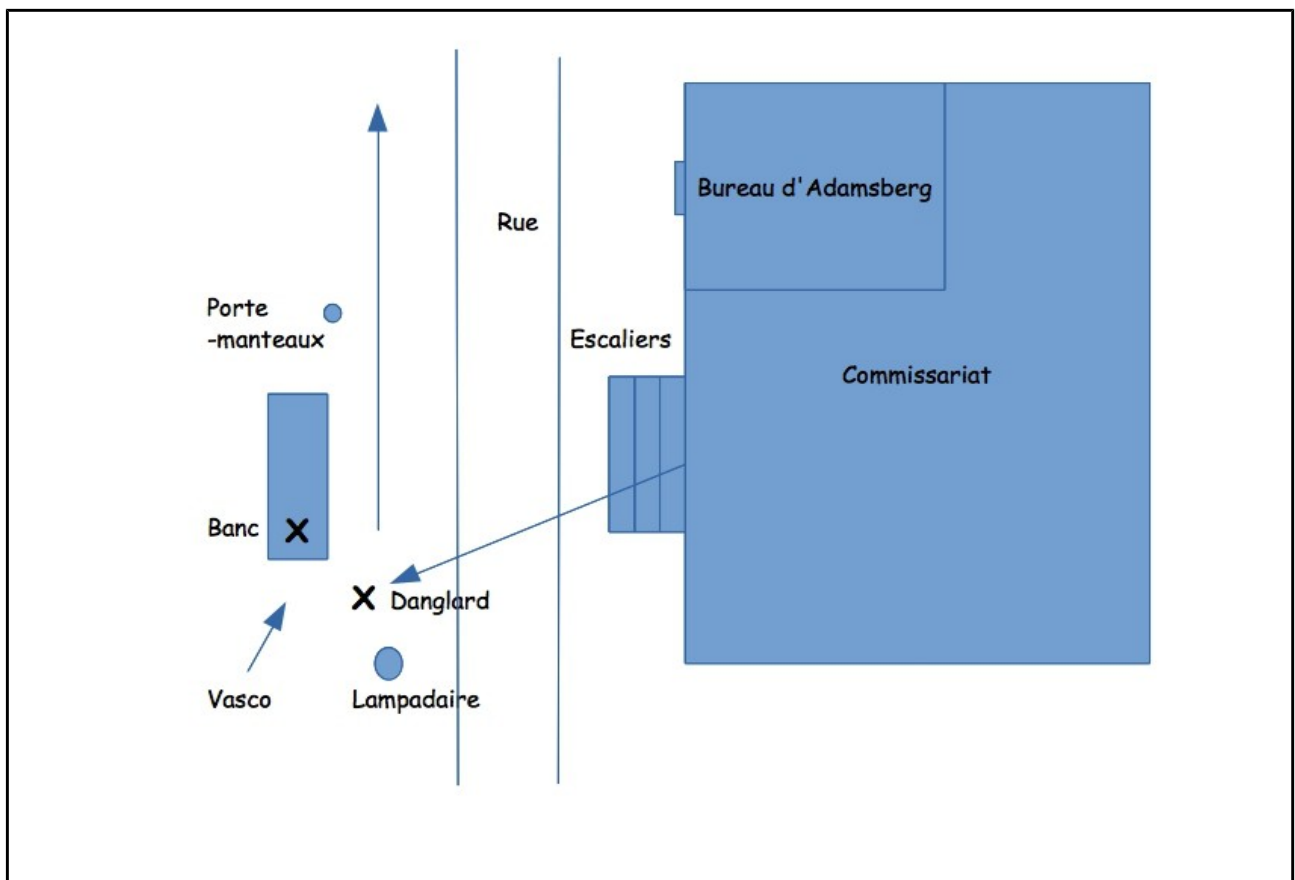 Bureau d'Adamsberg
Rue
Porte
-manteaux
Escaliers
Commissariat
Banc
Danglard
Vasco
Lampadaire